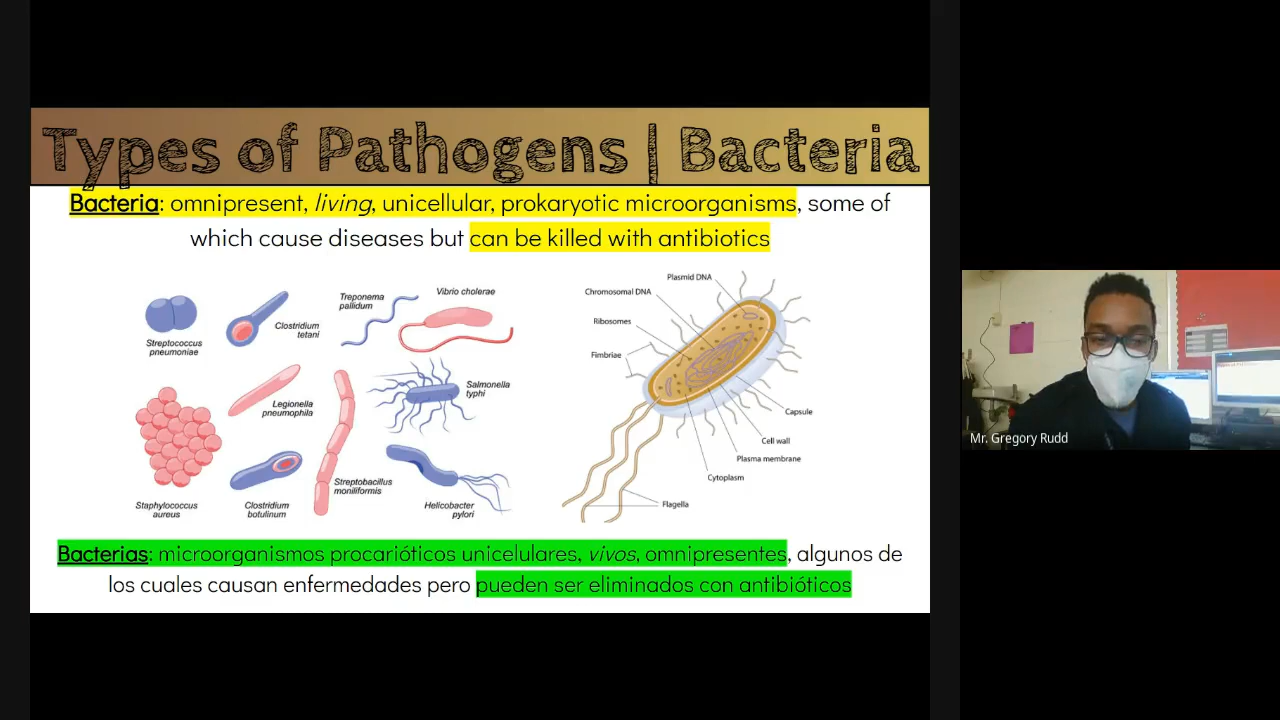 Types of Pathogens | Bacteria
Bacteria: omnipresent, living, unicellular, prokaryotic microorganisms, some of
which cause diseases but can be killed with antibiotics
Streptococcus
pneumoniae
Clostridium
tetani
Treponema
pallidum
Vibrio cholerae
Legionella
pneumophila
Salmonella
typhi
Staphylococcus
aureus
Clostridium
botulinum
Streptobacillus
moniliformis
Helicobacter
pylori
Plasmid DNA
Chromosomal DNA
Ribosomes
Fimbriae
Capsule
Cell wall
Plasma membrane
Cytoplasm
Flagella
Bacterias: microorganismos procarióticos unicelulares, vivos, omnipresentes, algunos de
los cuales causan enfermedades pero pueden ser eliminados con antibióticos
Mr. Gregory Rudd